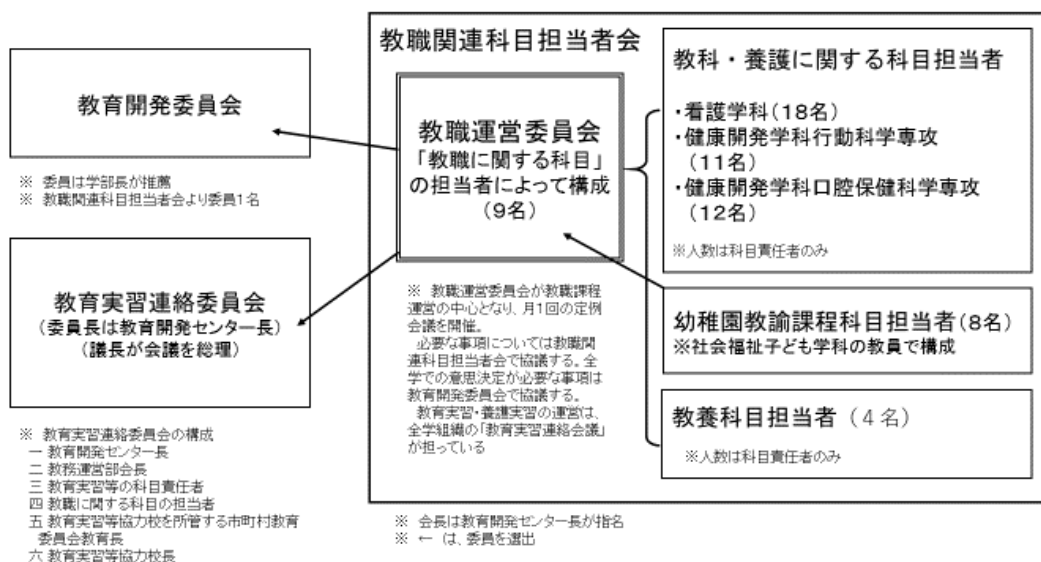 教育開発委員会
※ 委員は学部長が推薦
※ 教職関連科目担当者会より委員1名
教育実習連絡委員会
(委員長は教育開発センター長)
(議長が会議を総理)
※ 教育実習連絡委員会の構成
一 教育開発センター長
二 教務運営部会長
三 教育実習等の科目責任者
四 教職に関する科目の担当者
五 教育実習等協力校を所管する市町村教育
委員会教育長
六 教育実習等協力校長
教職関連科目担当者会
教職運営委員会
「教職に関する科目」
の担当者によって構成
(9名)
※ 教職運営委員会が教職課程
運営の中心となり、月1回の定例
会議を開催。
必要な事項については教職関
連科目担当者会で協議する。全
学での意思決定が必要な事項は
教育開発委員会で協議する。
教育実習・養護実習の運営は、
全学組織の「教育実習連絡会議」
が担っている
教科・養護に関する科目担当者
・看護学科(18名)
・健康開発学科行動科学専攻
(11名)
・健康開発学科口腔保健科学専攻
(12名)
※人数は科目責任者のみ
幼稚園教諭課程科目担当者(8名)
※社会福祉子ども学科の教員で構成
教養科目担当者 (4名)
※人数は科目責任者のみ
※ 会長は教育開発センター長が指名
※ ← は、委員を選出